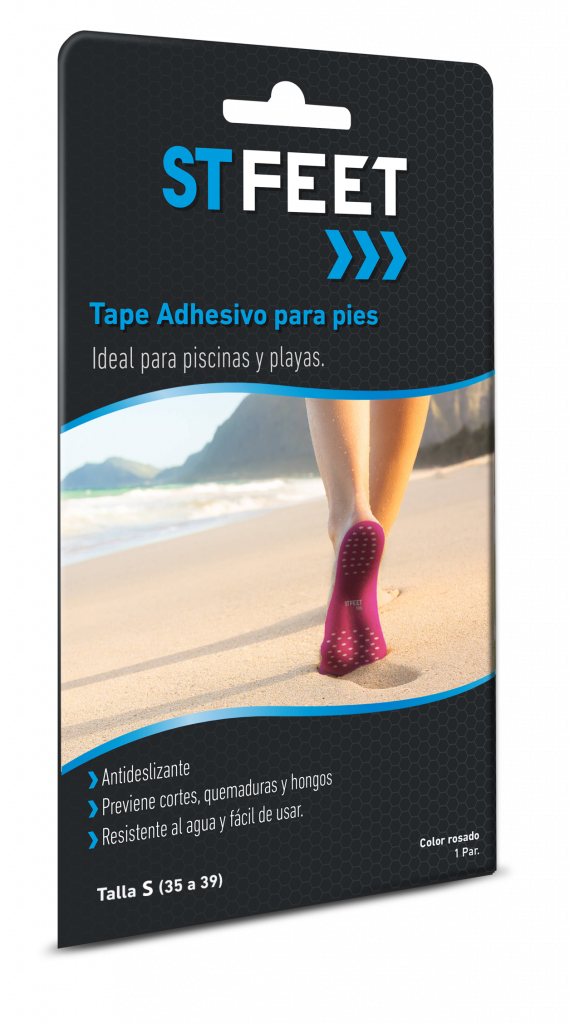 ST FEET
Tape Adhesivo para pies
Ideal para piscinas y playas.
ST FEET
Antideslizante
Previene cortes, quemaduras y hongos
Resistente al agua y fácil de usar.
Color rosado
1 Par.
Talla S (35 a 39)